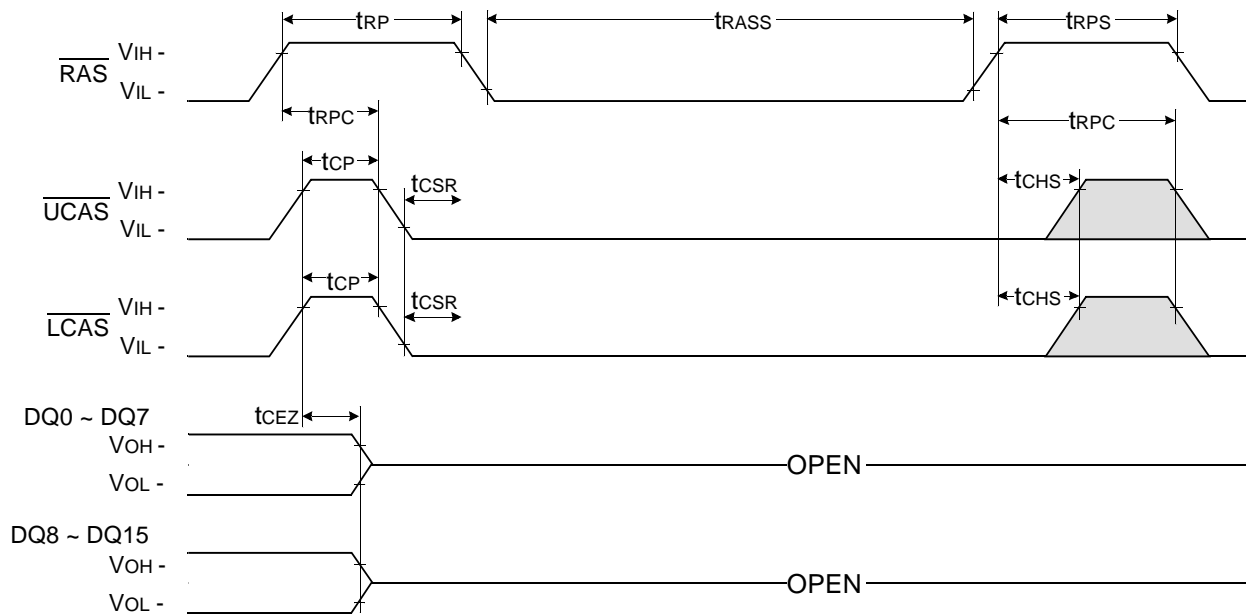 tRP
tRASS
tRPS
RAS
VIH -
VIL -
tRPC
tRPC
tCP
tCSR
tCHS
UCAS
VIH -
VIL -
tCP
tCSR
tCHS
LCAS
VIH -
VIL -
DQ0 ~ DQ7
tCEZ
VOH -
VOL -
OPEN
DQ8 ~ DQ15
VOH -
VOL -
OPEN